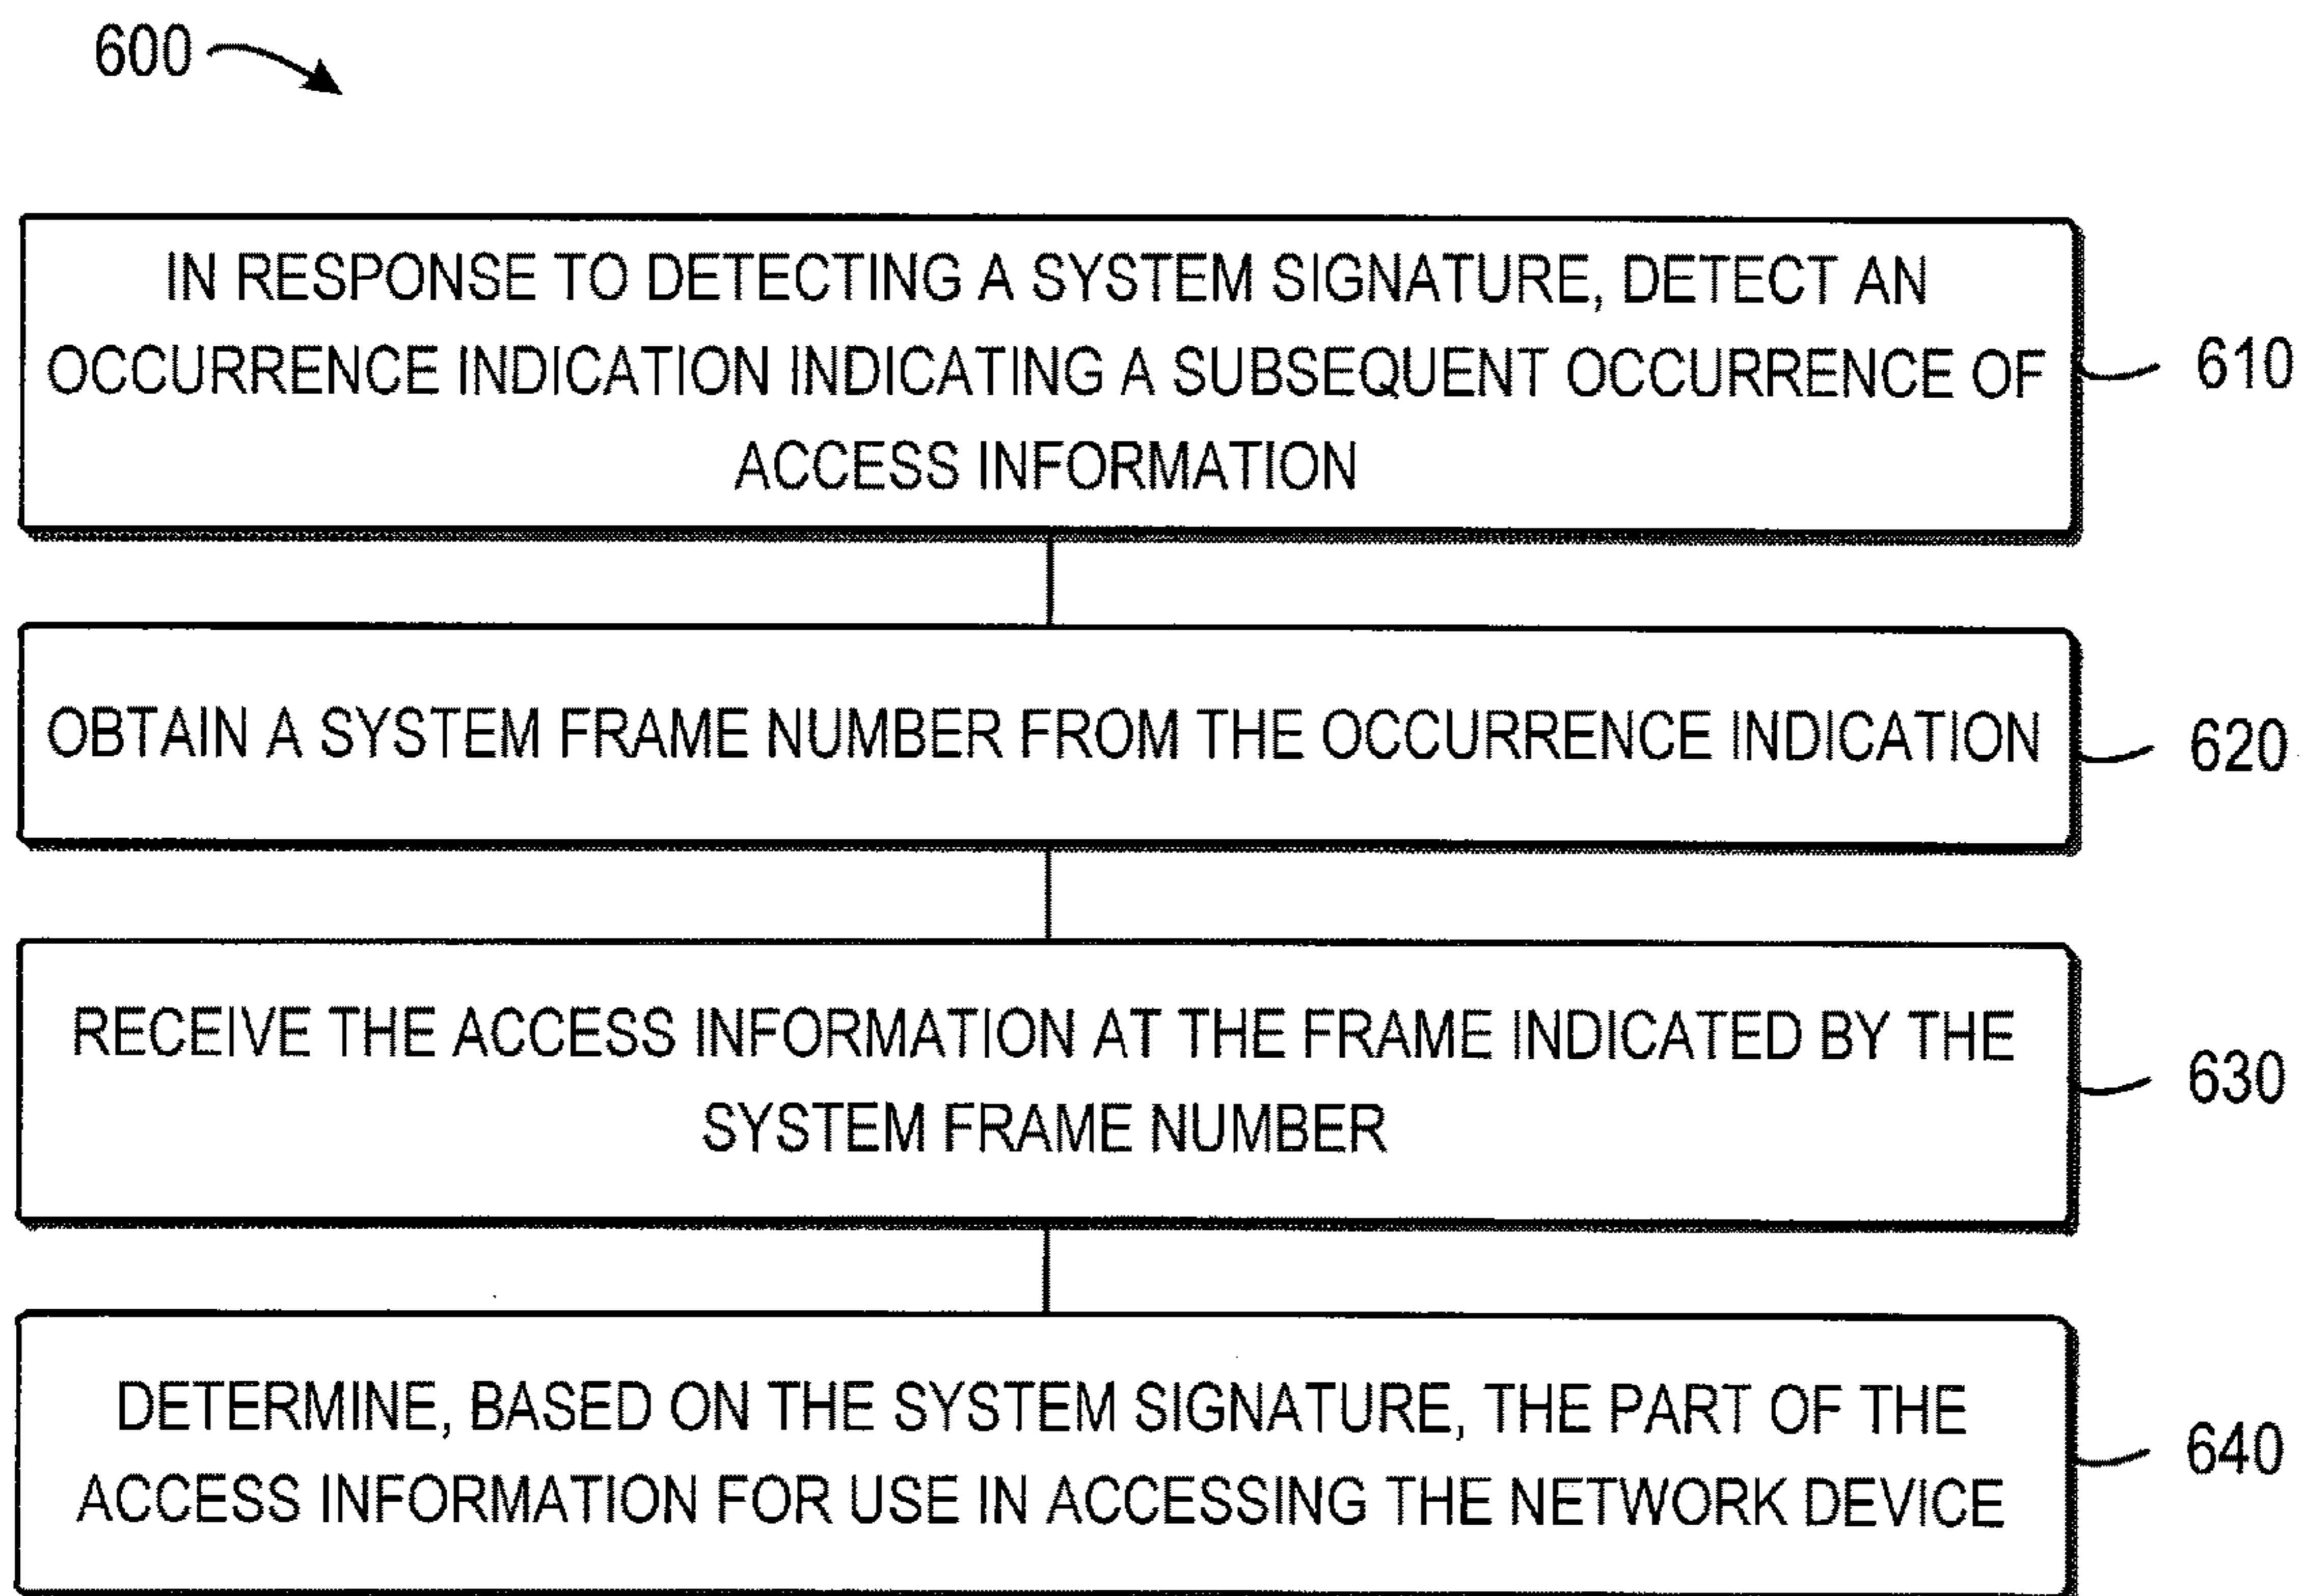 600
IN RESPONSE TO DETECTING A SYSTEM SIGNATURE, DETECT AN
OCCURRENCE INDICATION INDICATING A SUBSEQUENT OCCURRENCE OF
ACCESS INFORMATION
610
OBTAIN A SYSTEM FRAME NUMBER FROM THE OCCURRENCE INDICATION
620
RECEIVE THE ACCESS INFORMATION AT THE FRAME INDICATED BY THE
SYSTEM FRAME NUMBER
630
DETERMINE, BASED ON THE SYSTEM SIGNATURE, THE PART OF THE
ACCESS INFORMATION FOR USE IN ACCESSING THE NETWORK DEVICE
640